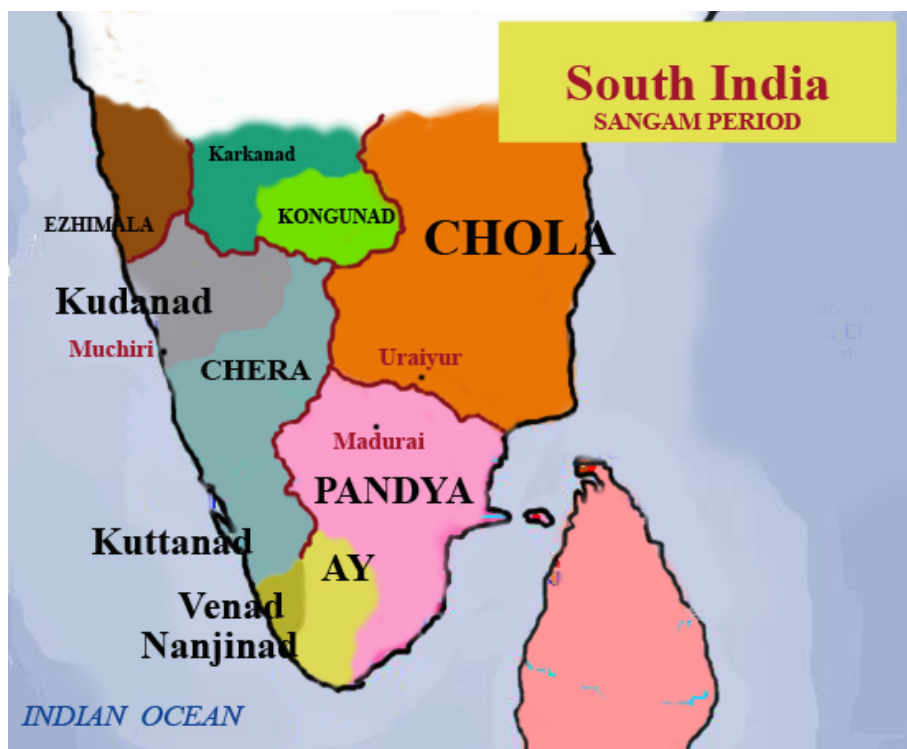 South India
SANGAM PERIOD
Karkanad
EZHIMALA
KONGUNAD
CHOLA
Kudanad
Muchiri
CHERA
Uraiyur
Madurai
PANDYA
Kuttanad
AY
Venad
Nanjinad
INDIAN OCEAN